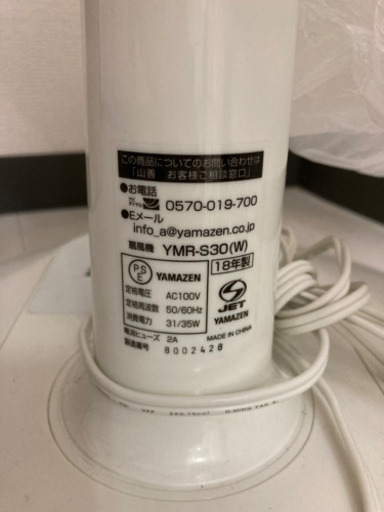 この商品についてのお問い合わせは
「山善 お客様ご相談窓口」
●お電話
0570-019-700
●Eメール
info_a@yamazen.co.jp
扇風機 YMR-S30(W)
18年製
PSE YAMAZEN
定格電圧 AC100V
定格周波数 50/60Hz
消費電力 31/35W
電流ヒューズ 2A
製造番号 8002428
JET
YAMAZEN
MADE IN CHINA